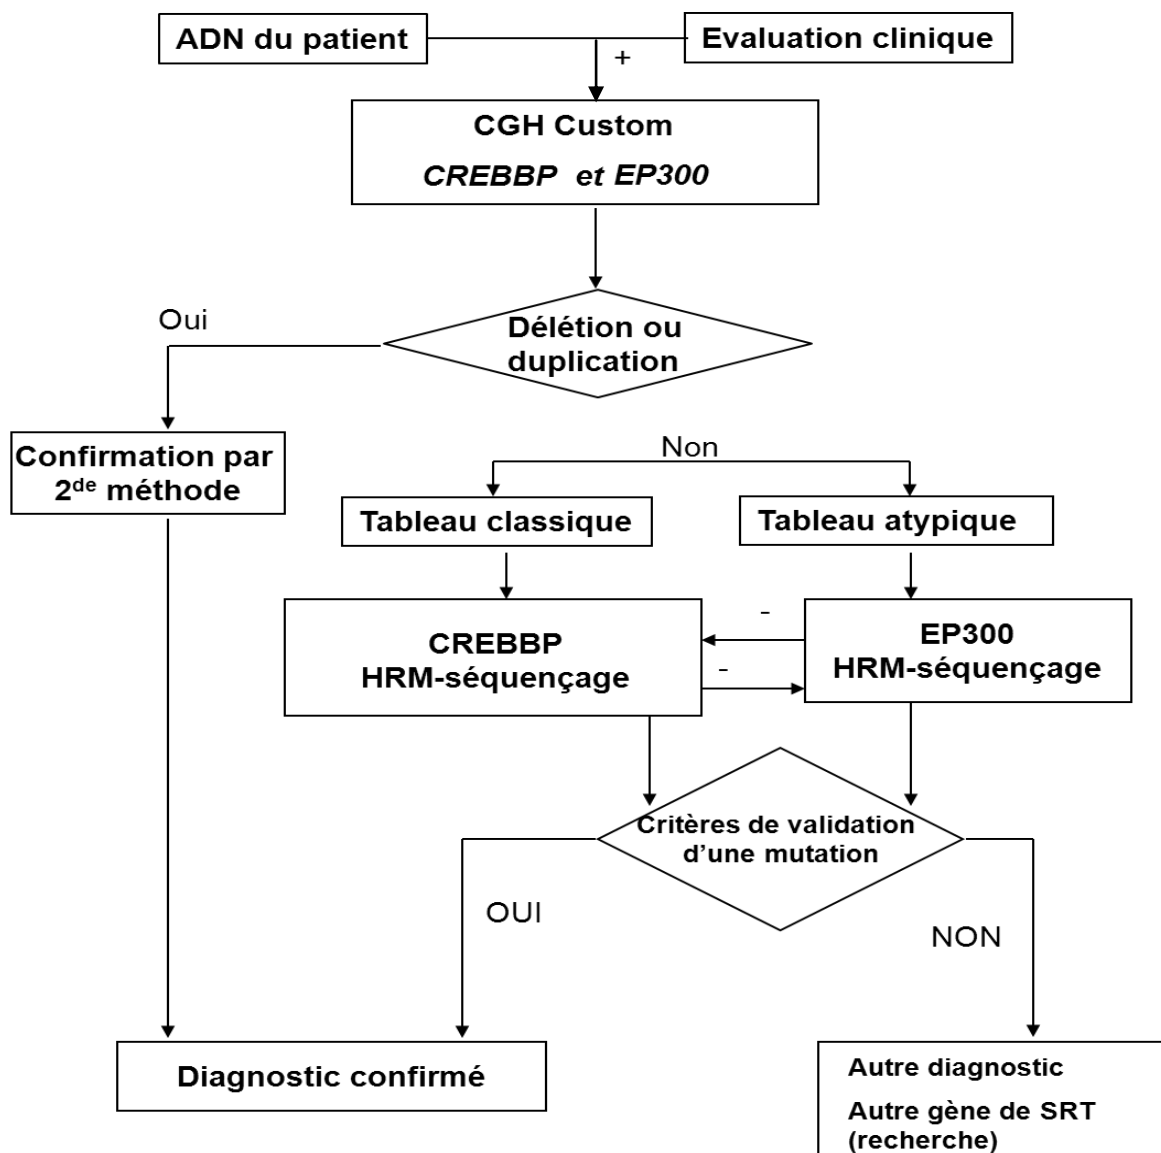 ADN du patient
Evaluation clinique
+
CGH Custom
CREBBP et EP300
Délétion ou
duplication
Oui
Confirmation par
2de méthode
Non
Tableau classique
Tableau atypique
CREBBP
HRM-séquençage
-
-
EP300
HRM-séquençage
Critères de validation
d'une mutation
OUI
NON
Diagnostic confirmé
Autre diagnostic
Autre gène de SRT
(recherche)